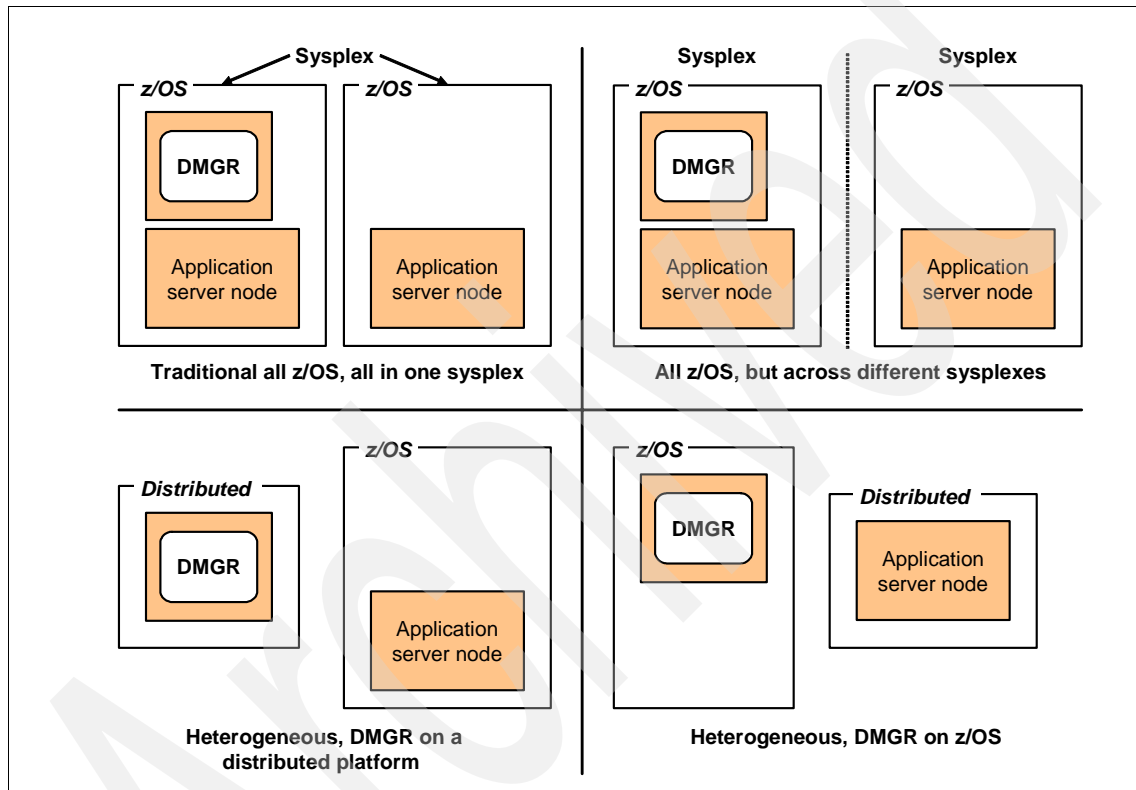 Sysplex
z/OS
z/OS
DMGR
Application
server node
Application
server node
Traditional all z/OS, all in one sysplex
Sysplex
Sysplex
z/OS
z/OS
DMGR
Application
server node
Application
server node
All z/OS, but across different sysplexes
Distributed
DMGR
z/OS
Application
server node
Heterogeneous, DMGR on a
distributed platform
z/OS
DMGR
Distributed
Application
server node
Heterogeneous, DMGR on z/OS
Archived